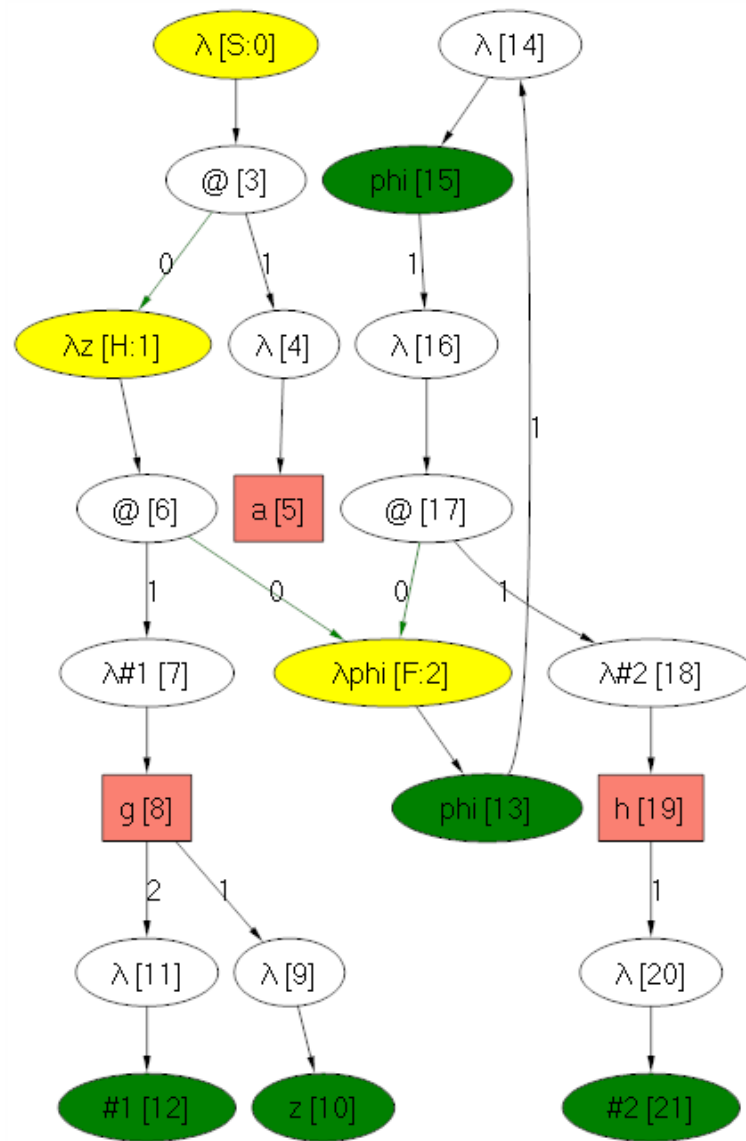 λ [S:0]
λ [14]
@ [3]
phi [15]
0
1
1
λz [H:1]
λ [4]
λ [16]
1
@ [6]
a [5]
@ [17]
1
0
0
1
λ#1 [7]
λphi [F:2]
λ#2 [18]
g [8]
phi [13]
h [19]
2
1
1
λ [11]
λ [9]
λ [20]
#1 [12]
z [10]
#2 [21]